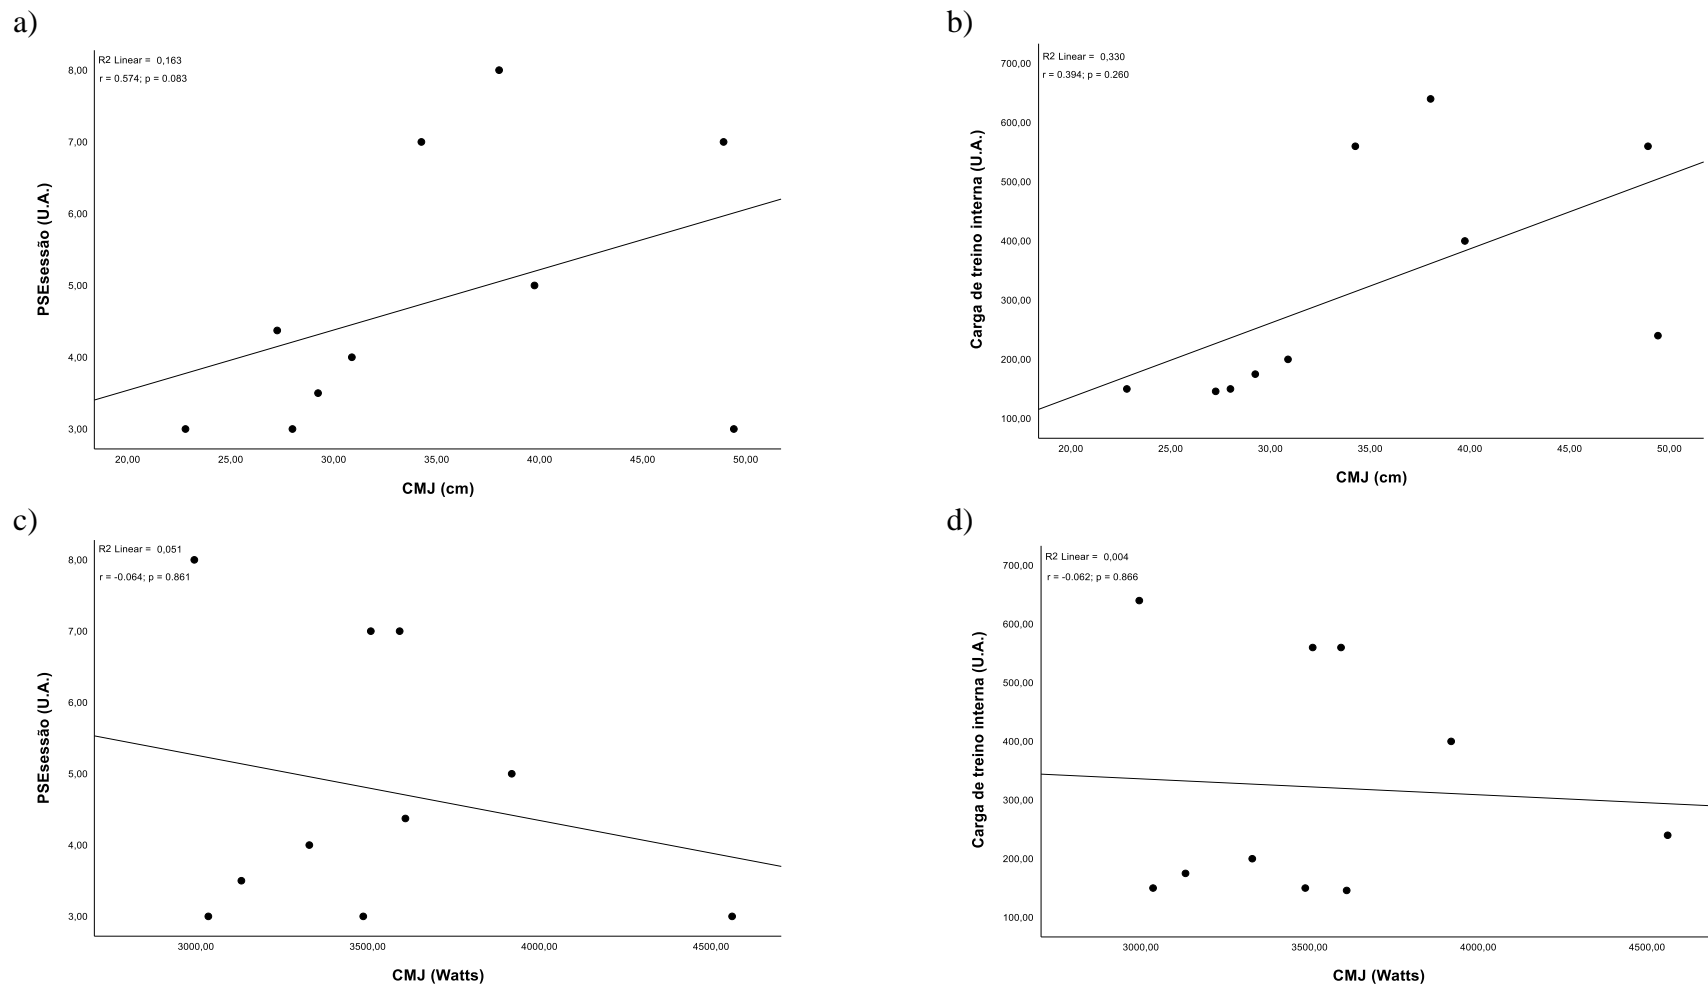 a)
R2 Linear = 0,163
r = 0.574; p = 0.083
8,00
7,00
6,00
5,00
4,00
3,00
PSEsessão (U.A.)
20,00 25,00 30,00 35,00 40,00 45,00 50,00
CMJ (cm)
b)
R2 Linear = 0,330
r = 0.394; p = 0.260
700,00
600,00
500,00
400,00
300,00
200,00
100,00
Carga de treino interna (U.A.)
20,00 25,00 30,00 35,00 40,00 45,00 50,00
CMJ (cm)
c)
R2 Linear = 0,051
r = -0.064; p = 0.861
8,00
7,00
6,00
5,00
4,00
3,00
PSEsessão (U.A.)
3000,00 3500,00 4000,00 4500,00
CMJ (Watts)
d)
R2 Linear = 0,004
r = -0.062; p = 0.866
700,00
600,00
500,00
400,00
300,00
200,00
100,00
Carga de treino interna (U.A.)
3000,00 3500,00 4000,00 4500,00
CMJ (Watts)